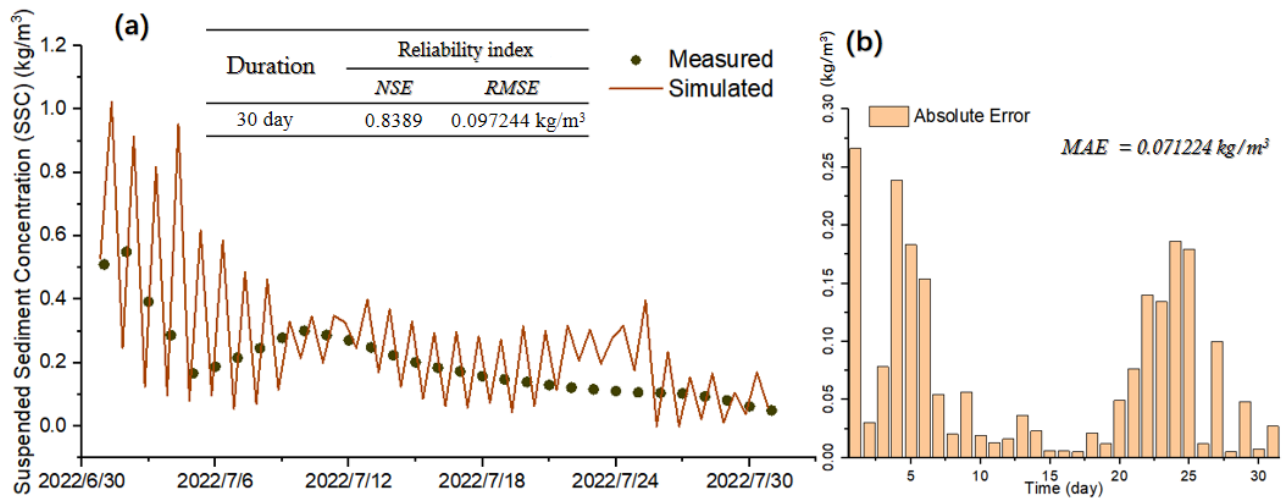 (a)
Suspended Sediment Concentration (SSC) (kg/m³)
1.2
1.0
0.8
0.6
0.4
0.2
0.0
2022/6/30
2022/7/6
2022/7/12
2022/7/18
2022/7/24
2022/7/30
Duration
Reliability index
NSE
RMSE
30 day
0.8389
0.097244 kg/m³
Measured
Simulated
(b)
(kg/m³)
0.30
0.25
0.20
0.15
0.10
0.05
0.00
Absolute Error
MAE = 0.071224 kg/m³
5
10
15
20
25
30
Time (day)